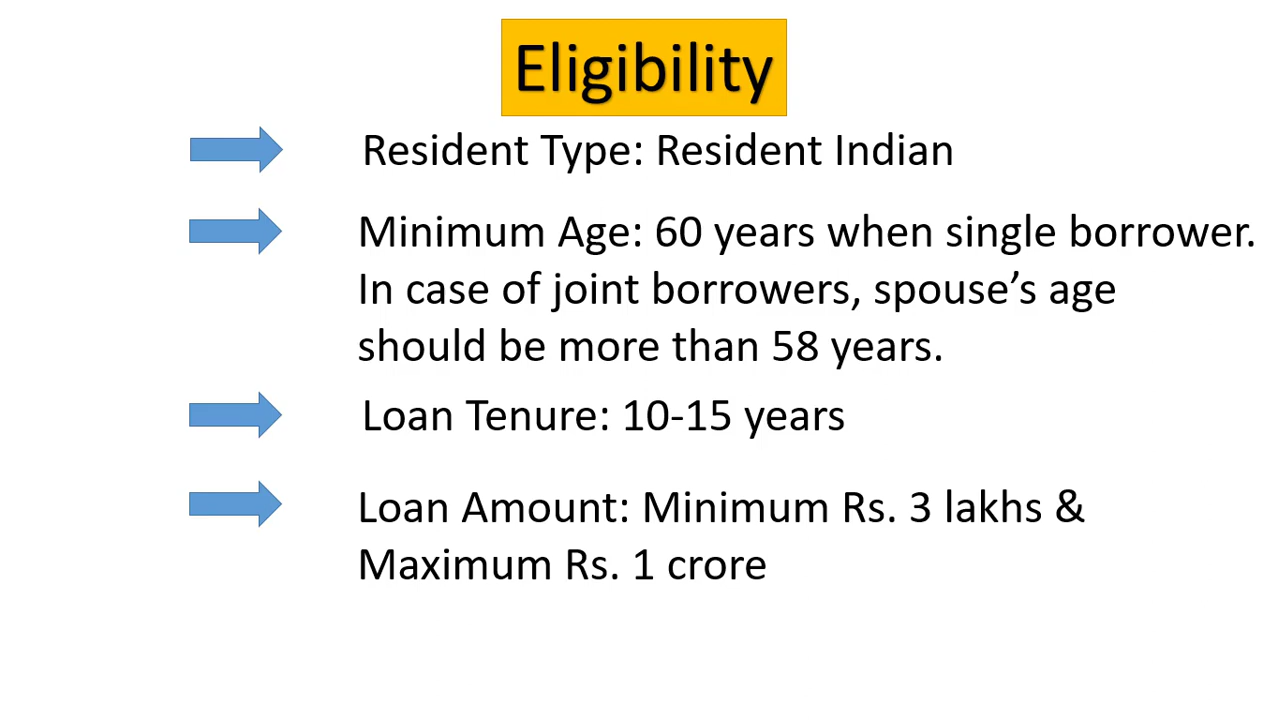 Eligibility
Resident Type: Resident Indian
Minimum Age: 60 years when single borrower.
In case of joint borrowers, spouse’s age
should be more than 58 years.
Loan Tenure: 10-15 years
Loan Amount: Minimum Rs. 3 lakhs &
Maximum Rs. 1 crore